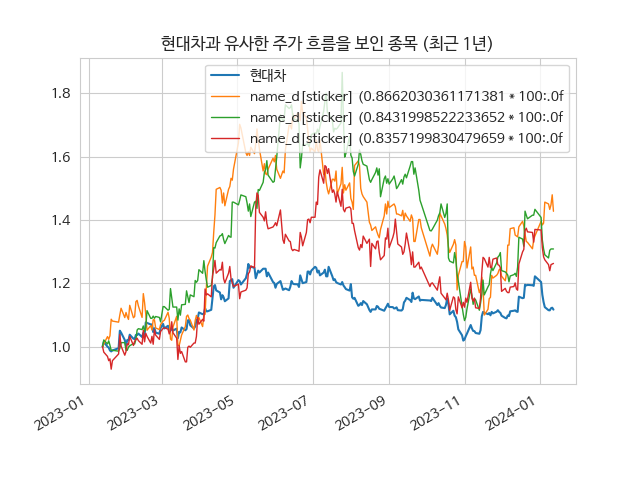 현대차과 유사한 주가 흐름을 보인 종목 (최근 1년)
현대차
name_d[sticker] (0.8662030361171381 * 100:.0f
name_d[sticker] (0.8431998522233652 * 100:.0f
name_d[sticker] (0.8357199830479659 * 100:.0f
1.8
1.6
1.4
1.2
1.0
2023-01
2023-03
2023-05
2023-07
2023-09
2023-11
2024-01